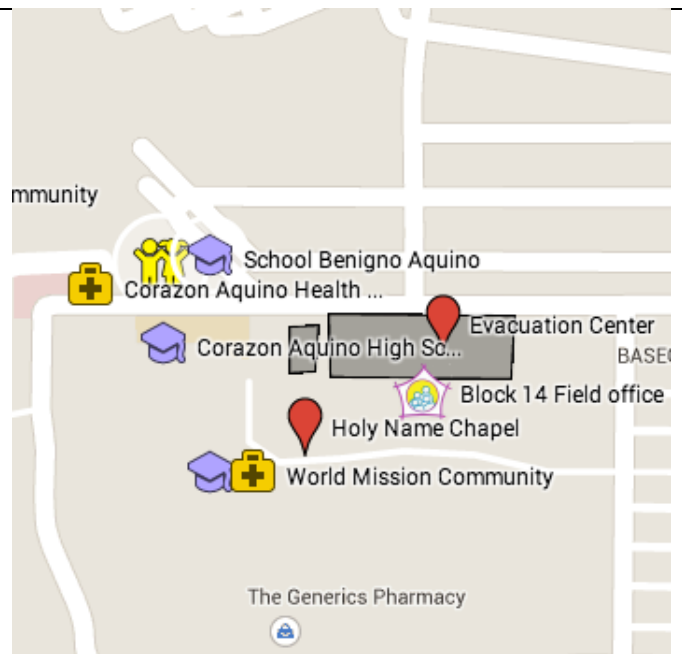 mmunity
School Benigno Aquino
Corazon Aquino Health ...
Evacuation Center
Corazon Aquino High Sc...
BASEC
Block 14 Field office
Holy Name Chapel
World Mission Community
The Generics Pharmacy